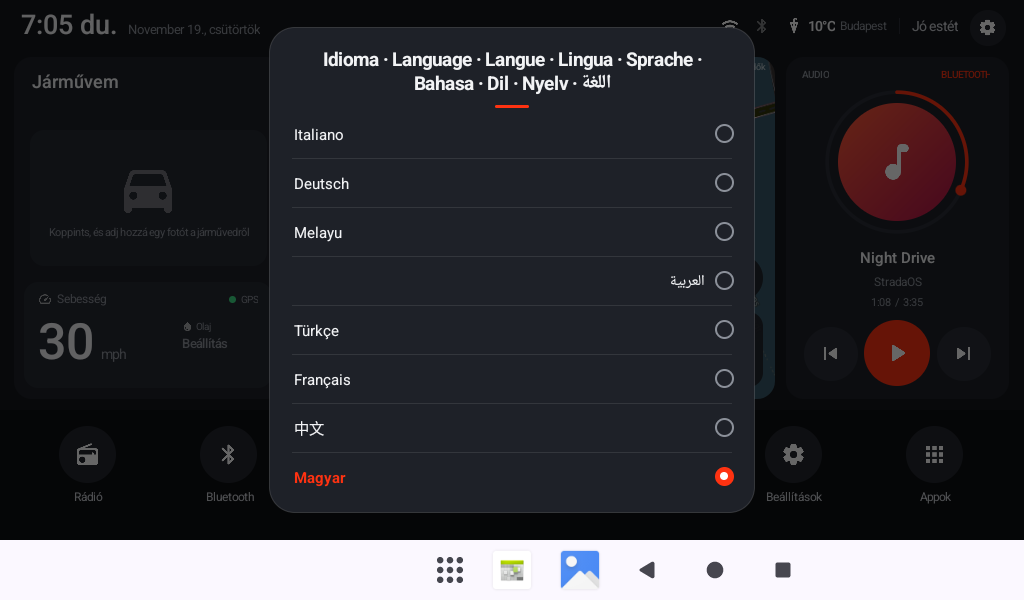 7:05 du.
November 19., csütörtök
10°C Budapest
Jó estét
Járművem
Koppints, és adj hozzá egy fotót a járművedről
Sebesség
GPS
30 mph
Olaj
Beállítás
Idioma · Language · Langue · Lingua · Sprache ·
Bahasa · Dil · Nyelv · اللغة
Italiano
Deutsch
Melayu
العربية
Türkçe
Français
中文
Magyar
AUDIO
BLUETOOTH
Night Drive
StradaOS
1:08 / 3:35
Rádió
Bluetooth
Beállítások
Appok